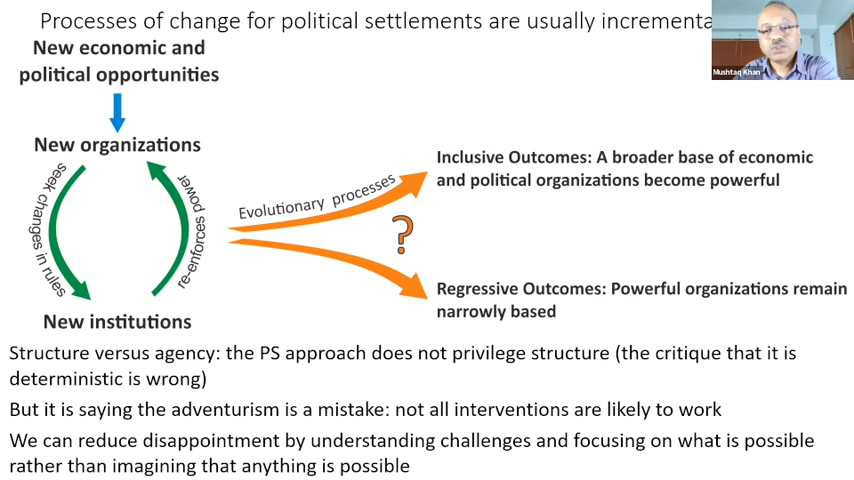 Processes of change for political settlements are usually incrementa
Mushtaq Khan
New economic and
political opportunities
New organizations
seek changes in rules
re-enforces power
New institutions
Evolutionary processes
?
Inclusive Outcomes: A broader base of economic
and political organizations become powerful
Regressive Outcomes: Powerful organizations remain
narrowly based
Structure versus agency: the PS approach does not privilege structure (the critique that it is
deterministic is wrong)
But it is saying the adventurism is a mistake: not all interventions are likely to work
We can reduce disappointment by understanding challenges and focusing on what is possible
rather than imagining that anything is possible